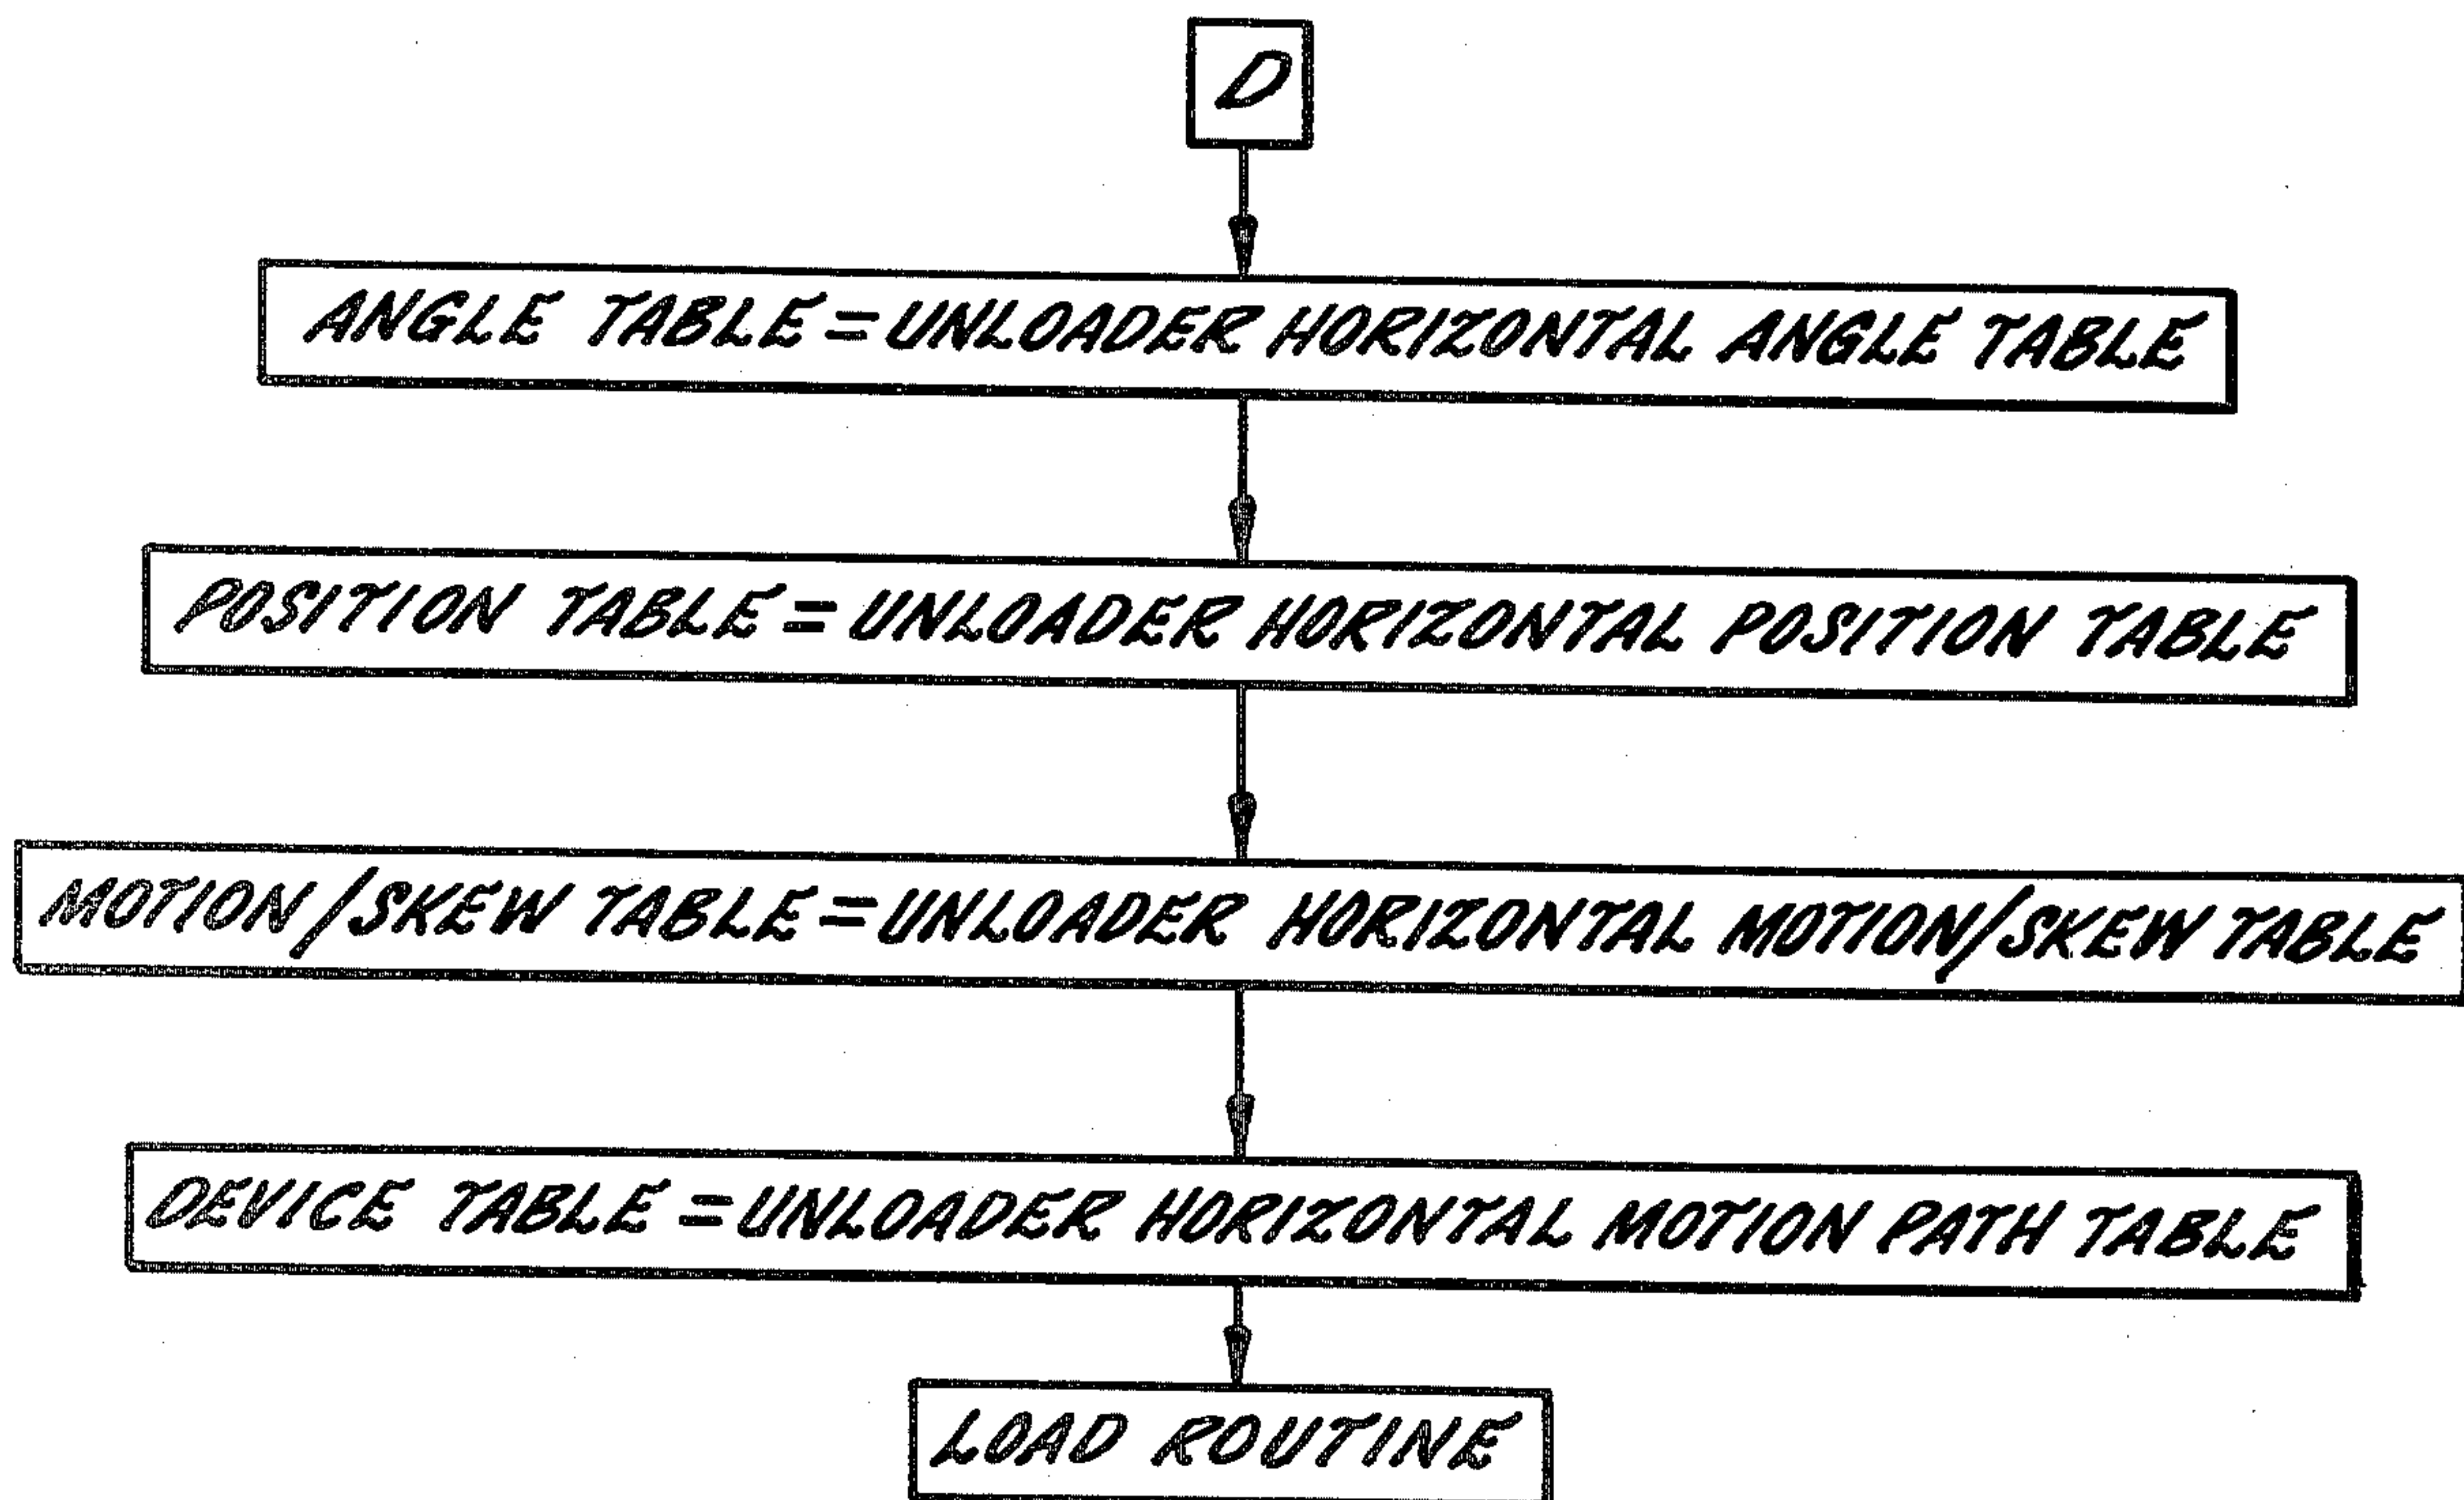 D
ANGLE TABLE = UNLOADER HORIZONTAL ANGLE TABLE
POSITION TABLE = UNLOADER HORIZONTAL POSITION TABLE
MOTION/SKEW TABLE = UNLOADER HORIZONTAL MOTION/SKEW TABLE
DEVICE TABLE = UNLOADER HORIZONTAL MOTION PATH TABLE
LOAD ROUTINE